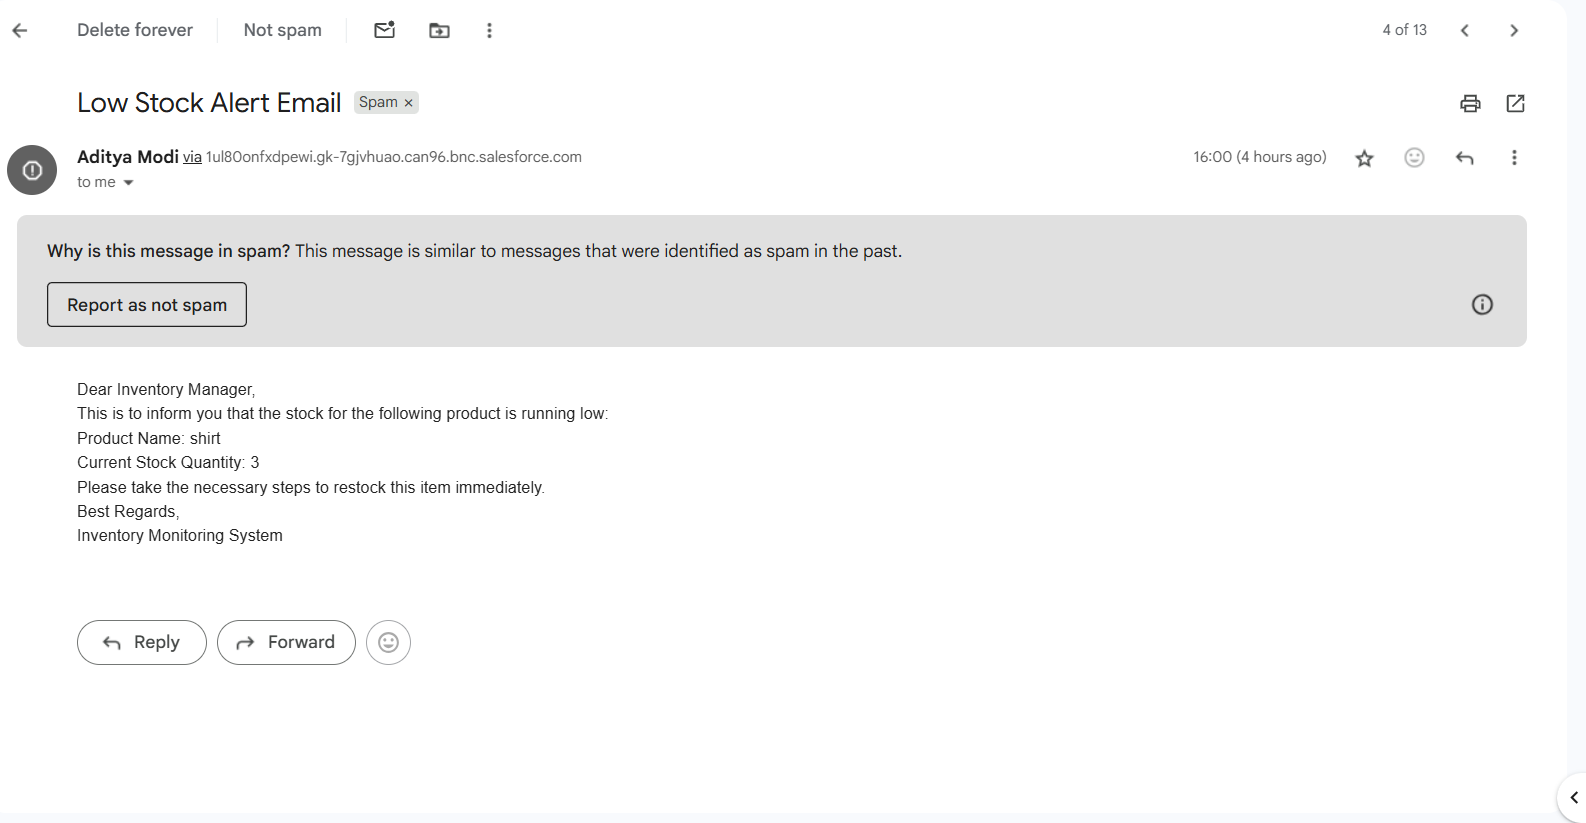 Delete forever Not spam 4 of 13
Low Stock Alert Email Spam ×
Aditya Modi via 1ul80onfxdpewi.gk-7gjvhuao.can96.bnc.salesforce.com 16:00 (4 hours ago)
to me
Why is this message in spam? This message is similar to messages that were identified as spam in the past.
Report as not spam
Dear Inventory Manager,
This is to inform you that the stock for the following product is running low:
Product Name: shirt
Current Stock Quantity: 3
Please take the necessary steps to restock this item immediately.
Best Regards,
Inventory Monitoring System
Reply Forward